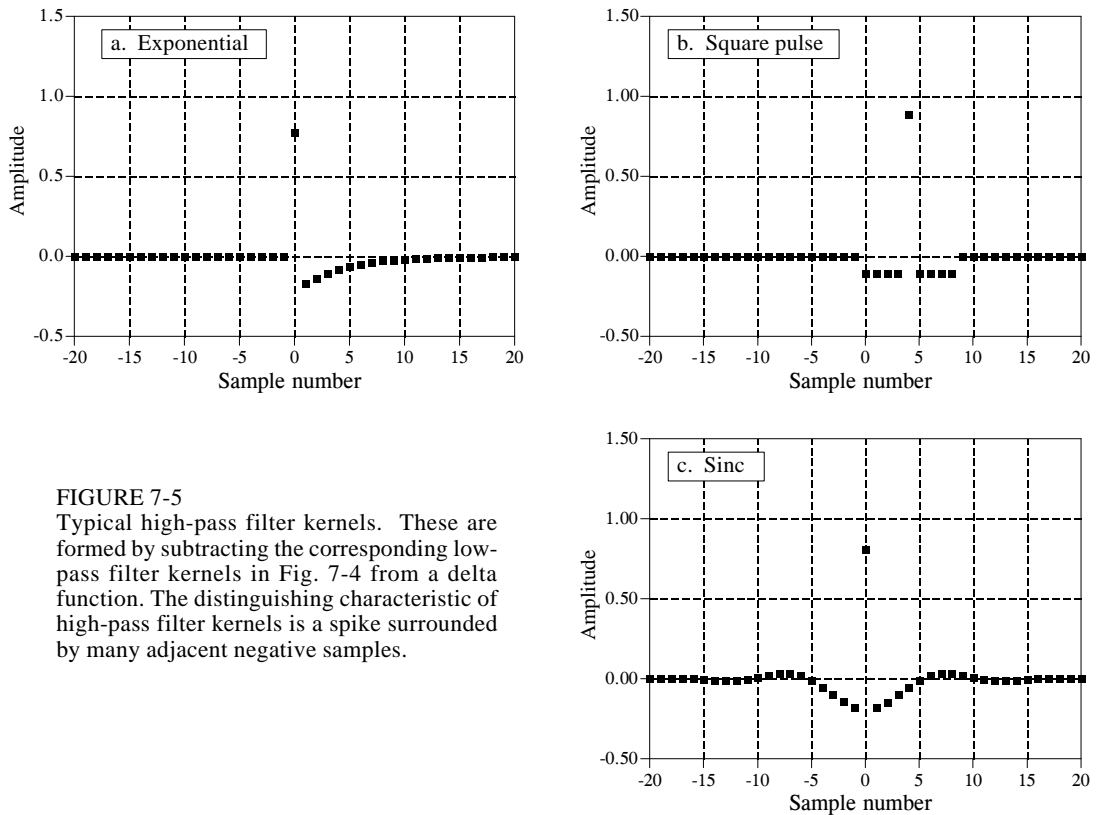 a. Exponential
1.5
1.0
0.5
0.0
-0.5
Amplitude
-20 -15 -10 -5 0 5 10 15 20
Sample number
b. Square pulse
1.50
1.00
0.50
0.00
-0.50
Amplitude
-20 -15 -10 -5 0 5 10 15 20
Sample number
FIGURE 7-5
Typical high-pass filter kernels. These are
formed by subtracting the corresponding low-
pass filter kernels in Fig. 7-4 from a delta
function. The distinguishing characteristic of
high-pass filter kernels is a spike surrounded
by many adjacent negative samples.
c. Sinc
1.50
1.00
0.50
0.00
-0.50
Amplitude
-20 -15 -10 -5 0 5 10 15 20
Sample number